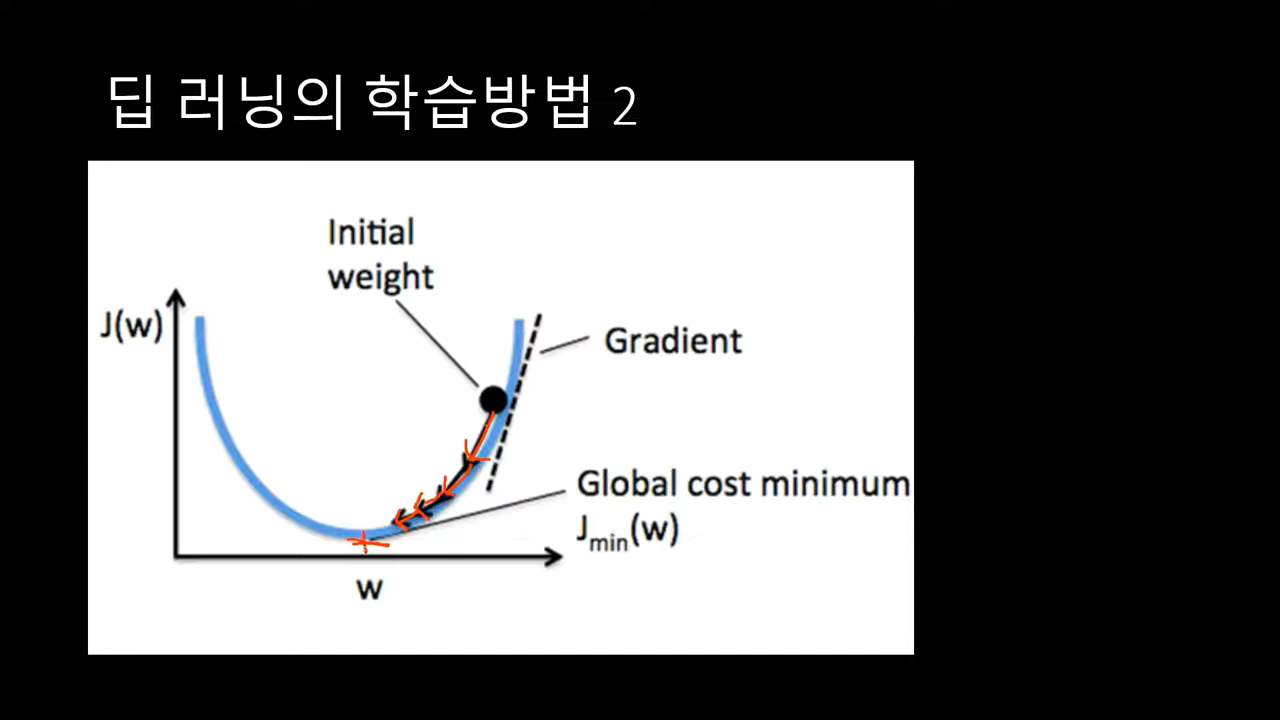 딥 러닝의 학습방법 2
Initial
weight
J(w)
Gradient
Global cost minimum
Jmin(w)
w